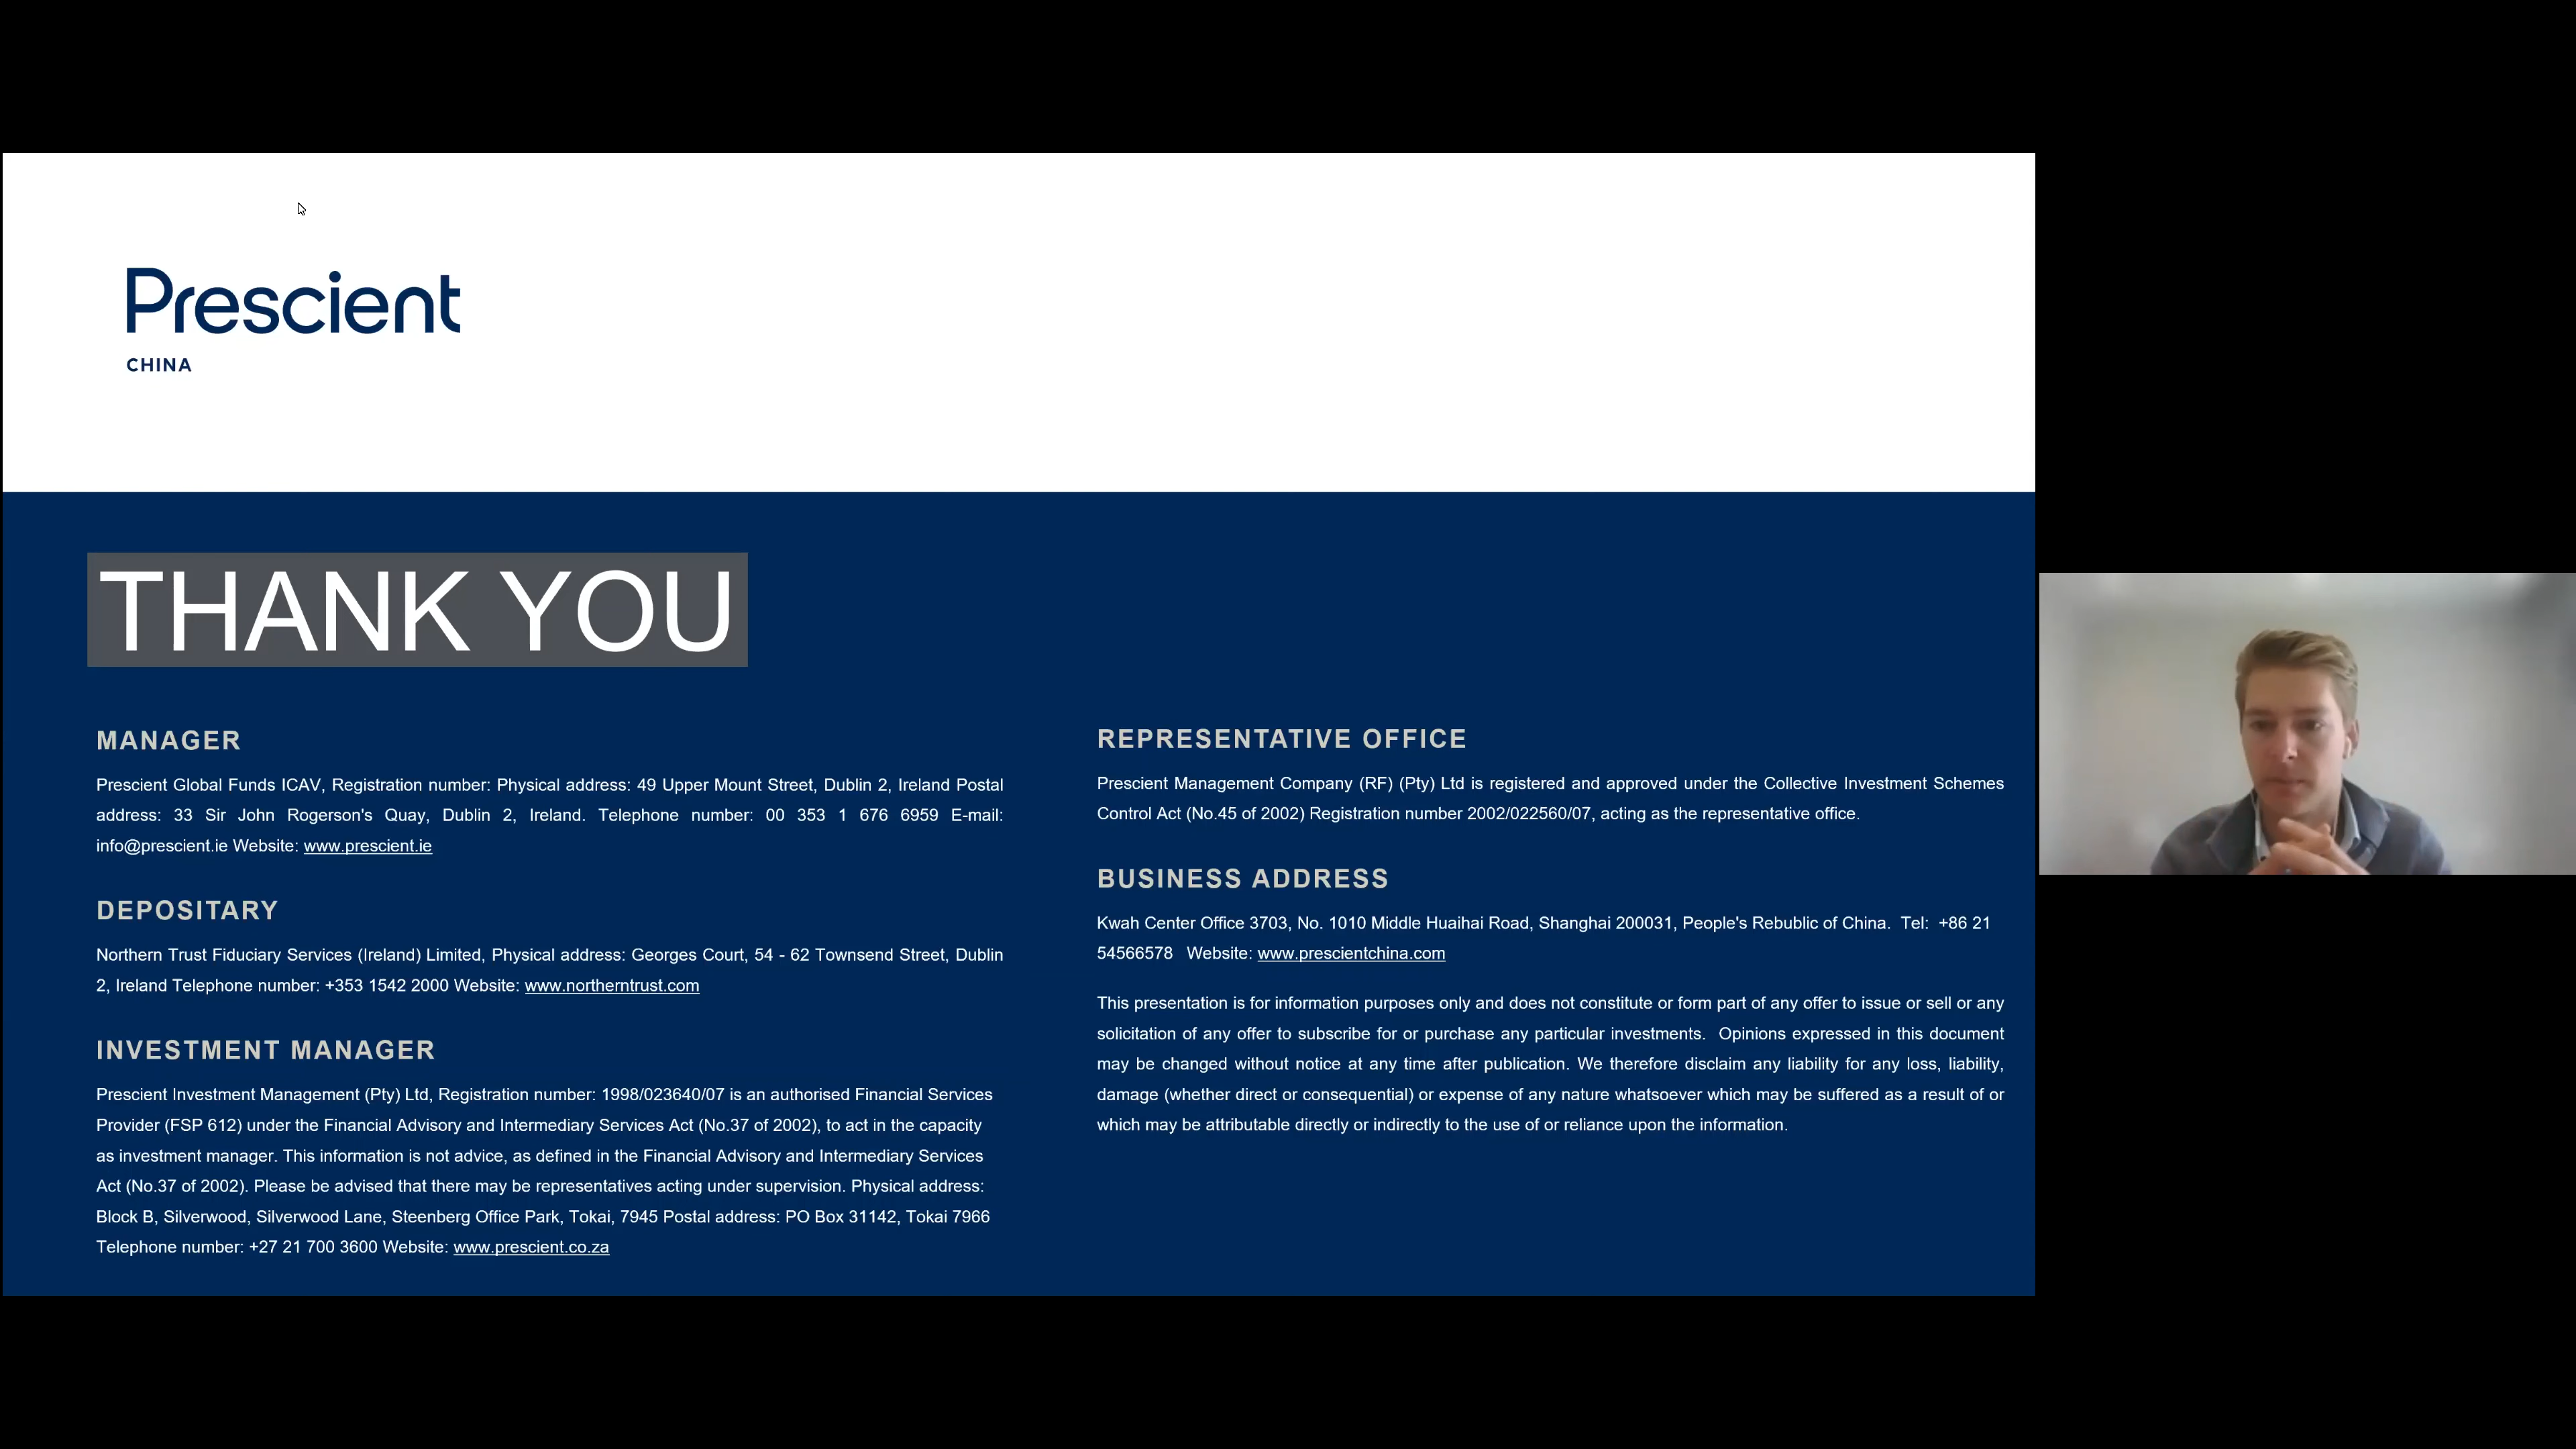 Prescient
CHINA
THANK YOU
MANAGER
Prescient Global Funds ICAV, Registration number: Physical address: 49 Upper Mount Street, Dublin 2, Ireland Postal
address: 33 Sir John Rogerson's Quay, Dublin 2, Ireland. Telephone number: 00 353 1 676 6959 E-mail:
info@prescient.ie Website: www.prescient.ie
DEPOSITARY
Northern Trust Fiduciary Services (Ireland) Limited, Physical address: Georges Court, 54 - 62 Townsend Street, Dublin
2, Ireland Telephone number: +353 1542 2000 Website: www.northerntrust.com
INVESTMENT MANAGER
Prescient Investment Management (Pty) Ltd, Registration number: 1998/023640/07 is an authorised Financial Services
Provider (FSP 612) under the Financial Advisory and Intermediary Services Act (No.37 of 2002), to act in the capacity
as investment manager. This information is not advice, as defined in the Financial Advisory and Intermediary Services
Act (No.37 of 2002). Please be advised that there may be representatives acting under supervision. Physical address:
Block B, Silverwood, Silverwood Lane, Steenberg Office Park, Tokai, 7945 Postal address: PO Box 31142, Tokai 7966
Telephone number: +27 21 700 3600 Website: www.prescient.co.za
REPRESENTATIVE OFFICE
Prescient Management Company (RF) (Pty) Ltd is registered and approved under the Collective Investment Schemes
Control Act (No.45 of 2002) Registration number 2002/022560/07, acting as the representative office.
BUSINESS ADDRESS
Kwah Center Office 3703, No. 1010 Middle Huaihai Road, Shanghai 200031, People's Rebublic of China. Tel: +86 21
54566578 Website: www.prescientchina.com
This presentation is for information purposes only and does not constitute or form part of any offer to issue or sell or any
solicitation of any offer to subscribe for or purchase any particular investments. Opinions expressed in this document
may be changed without notice at any time after publication. We therefore disclaim any liability for any loss, liability,
damage (whether direct or consequential) or expense of any nature whatsoever which may be suffered as a result of or
which may be attributable directly or indirectly to the use of or reliance upon the information.